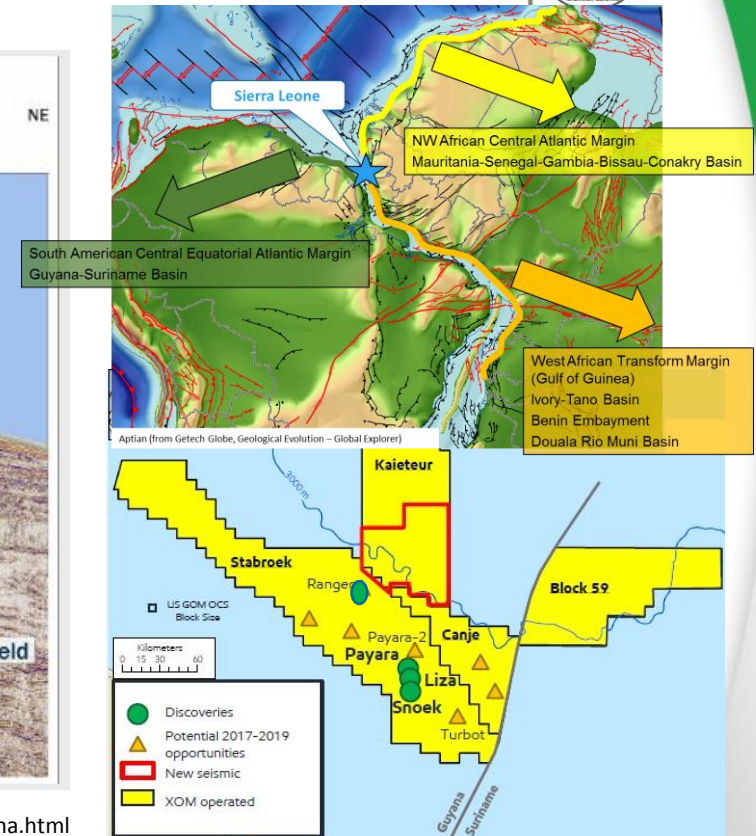 NE
Sierra Leone
NW African Central Atlantic Margin
Mauritania-Senegal-Gambia-Bissau-Conakry Basin
South American Central Equatorial Atlantic Margin
Guyana-Suriname Basin
West African Transform Margin
(Gulf of Guinea)
Ivory-Tano Basin
Benin Embayment
Douala Rio Muni Basin
Aptian (from Getech Globe, Geological Evolution – Global Explorer)
Kaieteur
3000 m
Stabroek
Ranger
Block 59
US GOM OCS
Block Size
Payara-2
Canje
Payara
Kilometers
0 15 30 60
Liza
Snoek
Turbot
eld
Discoveries
Potential 2017-2019
opportunities
New seismic
XOM operated
Guyana
Suriname
na.html